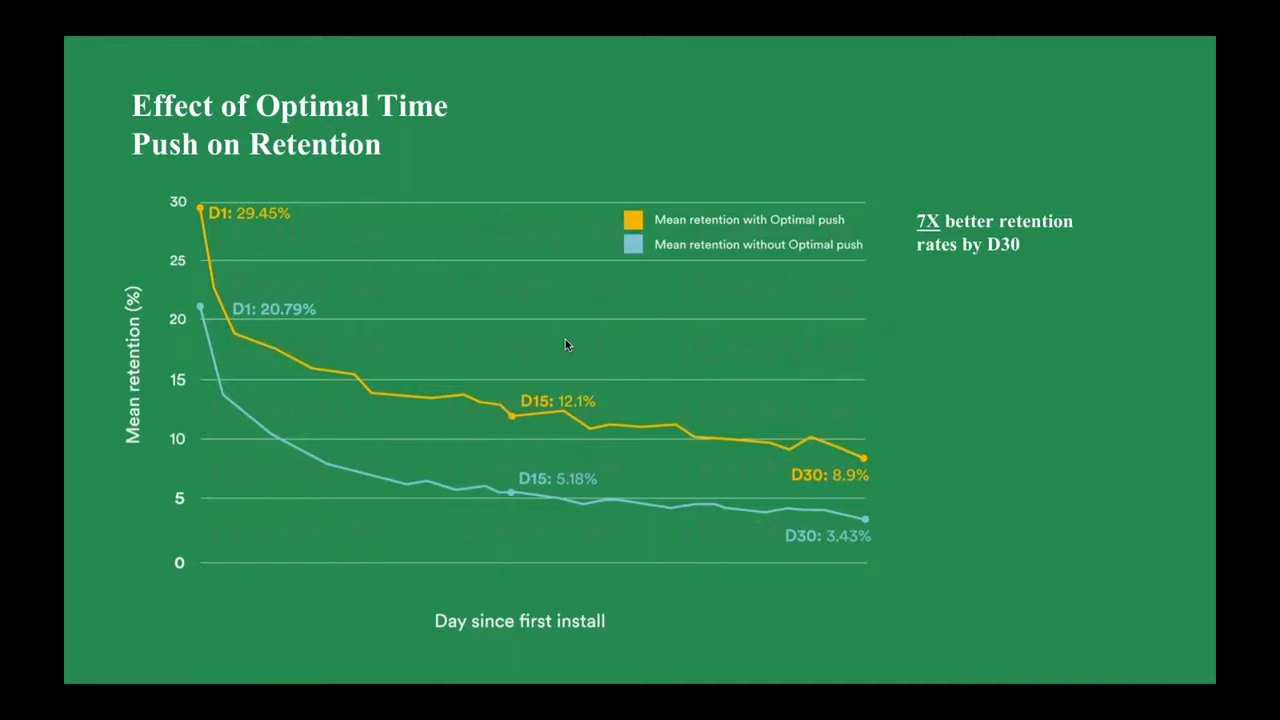 Effect of Optimal Time
Push on Retention
30
25
20
15
10
5
0
Mean retention (%)
D1: 29.45%
D1: 20.79%
Mean retention with Optimal push
Mean retention without Optimal push
D15: 12.1%
D15: 5.18%
D30: 8.9%
D30: 3.43%
Day since first install
7X better retention
rates by D30